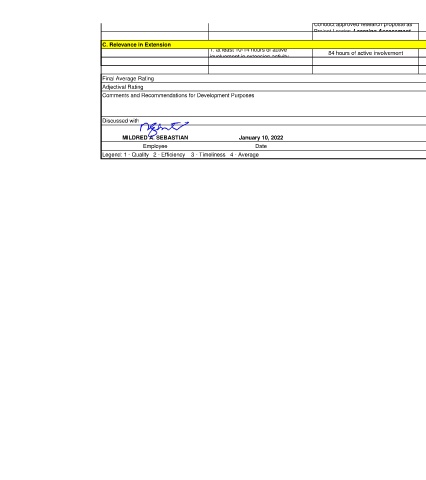 Conduct approved research proposal as
Project Leader: Learning Assessment
C. Relevance in Extension
1. at least 10-14 hours of active
involvement in extension activity
84 hours of active involvement
Final Average Rating
Adjectival Rating
Comments and Recommendations for Development Purposes
Discussed with
MILDRED A. SEBASTIAN
January 10, 2022
Employee
Date
Legend: 1 - Quality 2 - Efficiency 3 - Timeliness 4 - Average